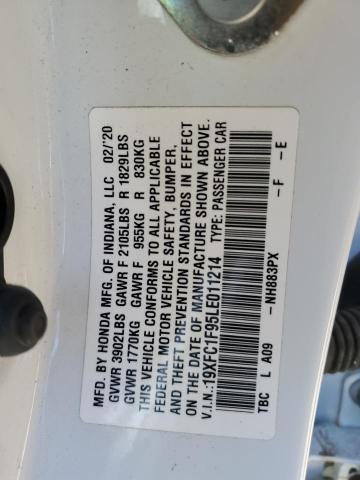 MFD. BY HONDA MFG. OF INDIANA, LLC 02/'20
GVWR 3902LBS GAWR F 2105LBS R 1829LBS
GVWR 1770KG GAWR F 955KG R 830KG
THIS VEHICLE CONFORMS TO ALL APPLICABLE
FEDERAL MOTOR VEHICLE SAFETY, BUMPER,
AND THEFT PREVENTION STANDARDS IN EFFECT
ON THE DATE OF MANUFACTURE SHOWN ABOVE.
V.I.N.:19XFC1F95LE011214 TYPE: PASSENGER CAR
TBC L A09 -NH883PX -F -E